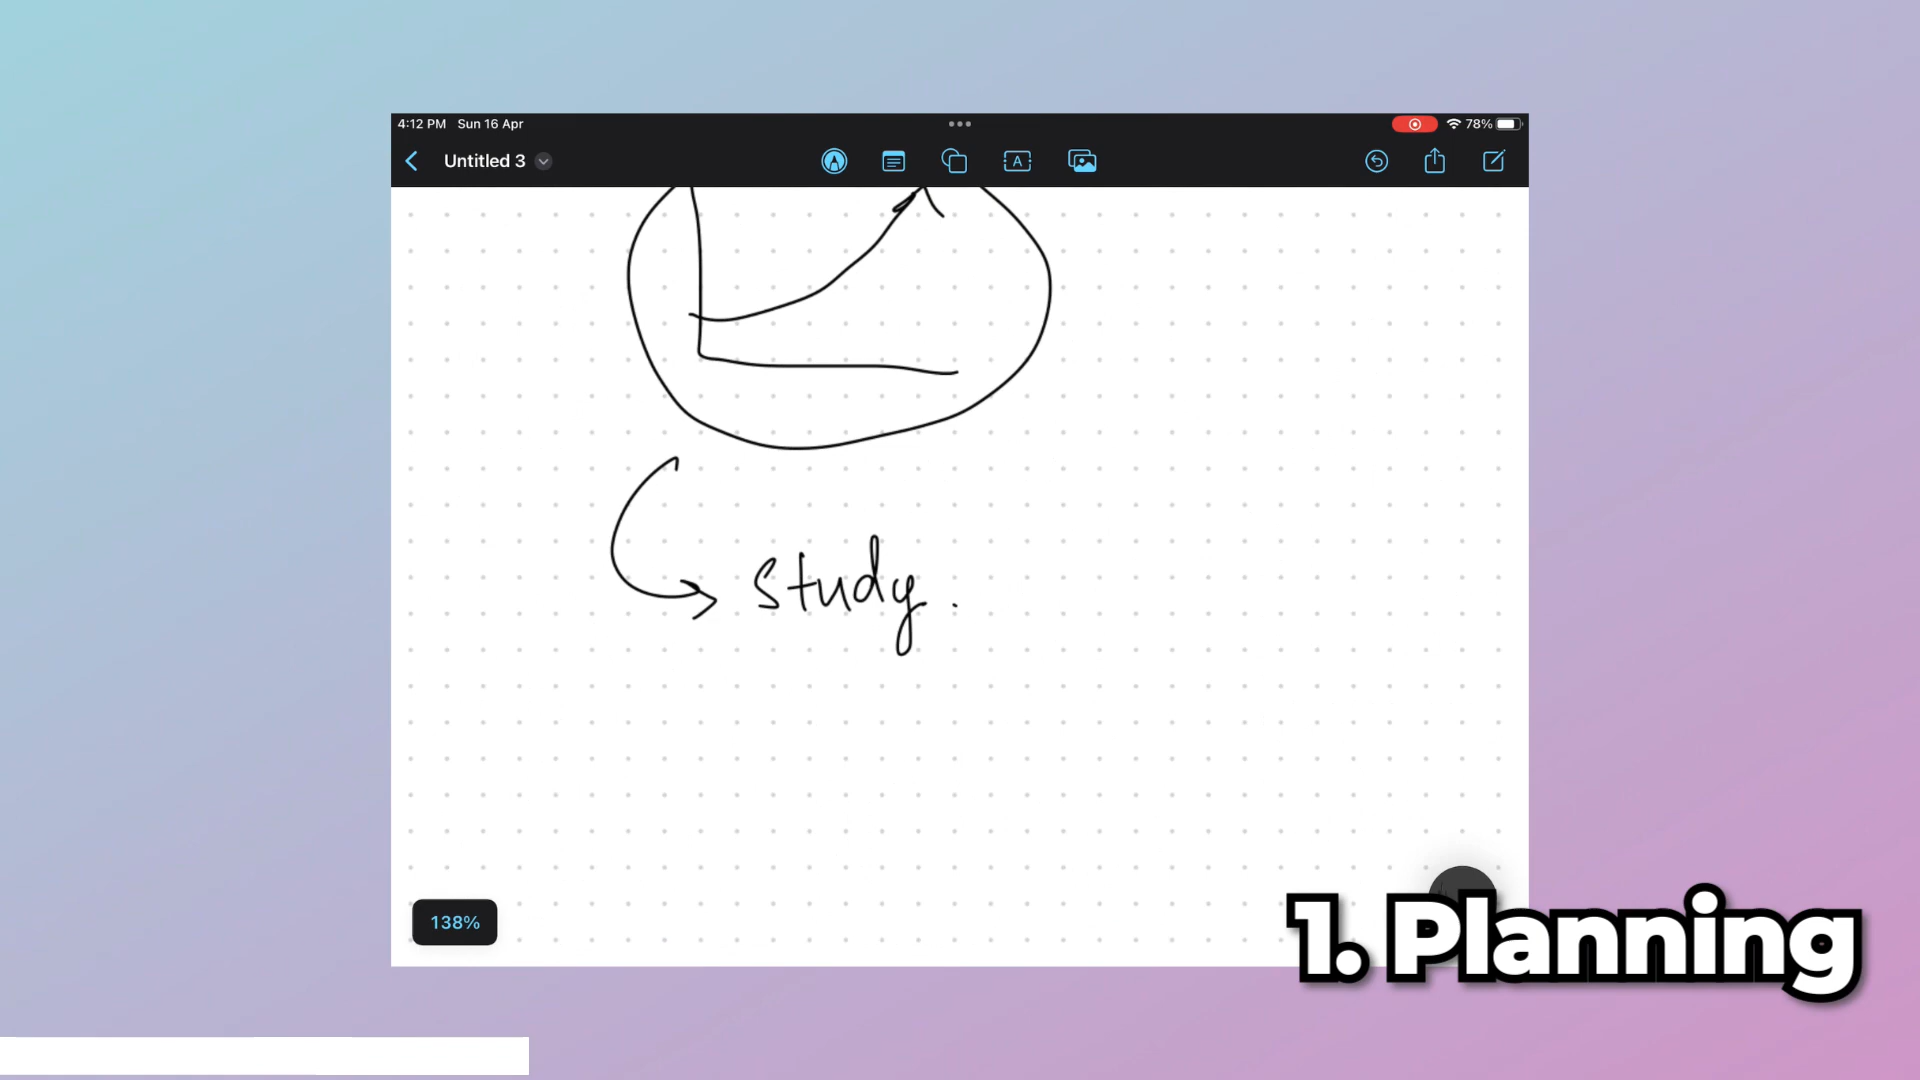 4:12 PM Sun 16 Apr
78%
Untitled 3
A
study.
138%
1. Planning